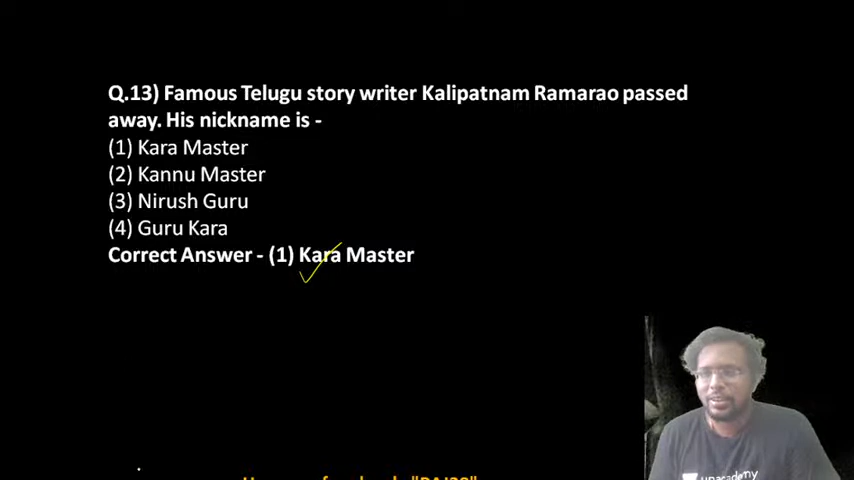 Q.13) Famous Telugu story writer Kalipatnam Ramarao passed
away. His nickname is -
(1) Kara Master
(2) Kannu Master
(3) Nirush Guru
(4) Guru Kara
Correct Answer - (1) Kara Master
unacademy